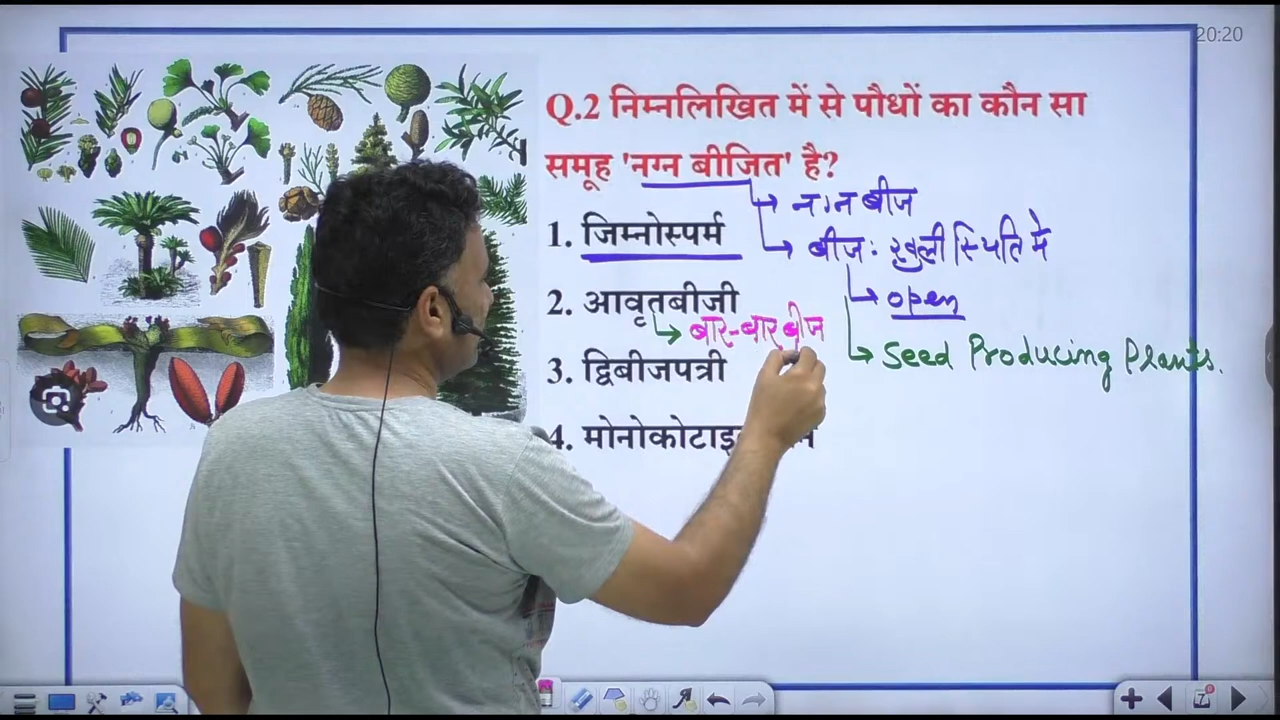 20:20
Q.2 निम्नलिखित में से पौधों का कौन सा
समूह 'नग्न बीजित' है?
→ नग्न बीज
1. जिम्नोस्पर्म
→ बीज: खुली स्थिति में
→ open
2. आवृतबीजी
→ बार-बार बीज
→ Seed Producing Plants.
3. द्विबीजपत्री
4.